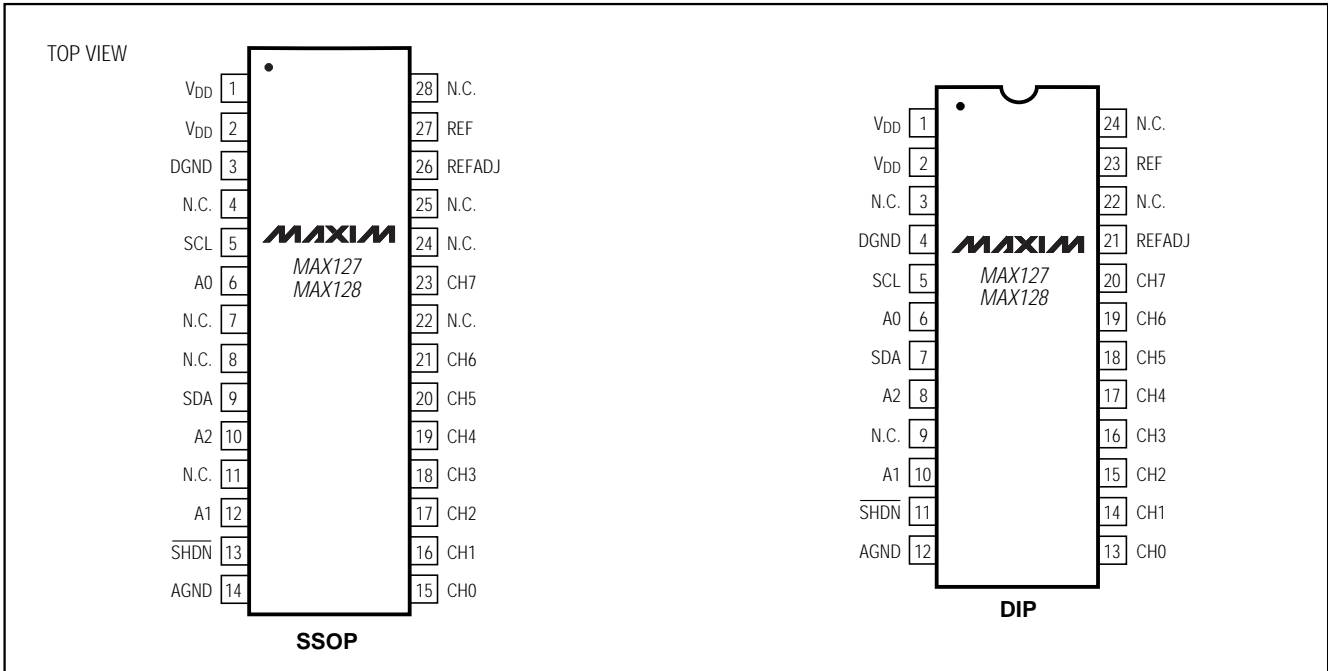 TOP VIEW
VDD 1
VDD 2
DGND 3
N.C. 4
SCL 5
A0 6
N.C. 7
N.C. 8
SDA 9
A2 10
N.C. 11
A1 12
SHDN 13
AGND 14
MAXIM
MAX127
MAX128
28 N.C.
27 REF
26 REFADJ
25 N.C.
24 N.C.
23 CH7
22 N.C.
21 CH6
20 CH5
19 CH4
18 CH3
17 CH2
16 CH1
15 CH0
SSOP
VDD 1
VDD 2
N.C. 3
DGND 4
SCL 5
A0 6
SDA 7
A2 8
N.C. 9
A1 10
SHDN 11
AGND 12
MAXIM
MAX127
MAX128
24 N.C.
23 REF
22 N.C.
21 REFADJ
20 CH7
19 CH6
18 CH5
17 CH4
16 CH3
15 CH2
14 CH1
13 CH0
DIP